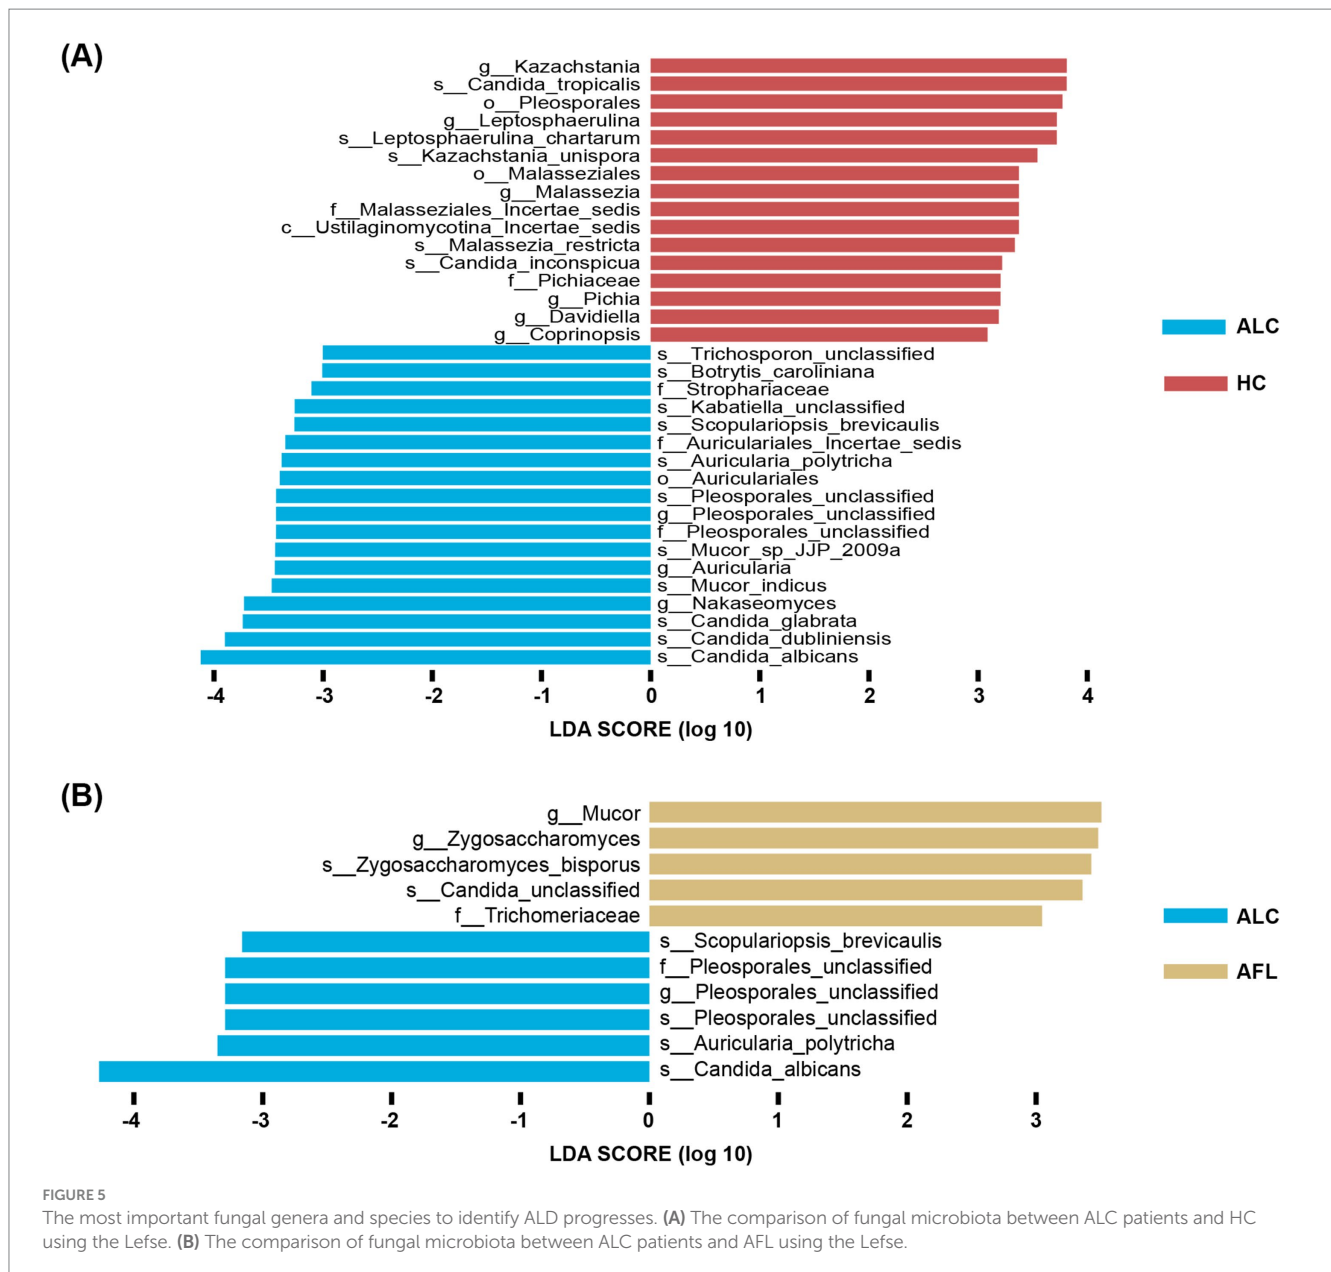 (A)
g__Kazachstania
s__Candida_tropicalis
o__Pleosporales
g__Leptosphaerulina
s__Leptosphaerulina_chartarum
s__Kazachstania_unispora
o__Malasseziales
g__Malassezia
f__Malasseziales_Incertae_sedis
c__Ustilaginomycotina_Incertae_sedis
s__Malassezia_restricta
s__Candida_inconspicua
f__Pichiaceae
g__Pichia
g__Davidiella
g__Coprinopsis
s__Trichosporon_unclassified
s__Botrytis_caroliniana
f__Strophariaceae
s__Kabatiella_unclassified
s__Scopulariopsis_brevicaulis
f__Auriculariales_Incertae_sedis
s__Auricularia_polytricha
o__Auriculariales
s__Pleosporales_unclassified
g__Pleosporales_unclassified
f__Pleosporales_unclassified
s__Mucor_sp_JJP_2009a
g__Auricularia
s__Mucor_indicus
g__Nakaseomyces
s__Candida_glabrata
s__Candida_dubliniensis
s__Candida_albicans
ALC
HC
-4 -3 -2 -1 0 1 2 3 4
LDA SCORE (log 10)
(B)
g__Mucor
g__Zygosaccharomyces
s__Zygosaccharomyces_bisporus
s__Candida_unclassified
f__Trichomeriaceae
s__Scopulariopsis_brevicaulis
f__Pleosporales_unclassified
g__Pleosporales_unclassified
s__Pleosporales_unclassified
s__Auricularia_polytricha
s__Candida_albicans
ALC
AFL
-4 -3 -2 -1 0 1 2 3
LDA SCORE (log 10)
FIGURE 5
The most important fungal genera and species to identify ALD progresses. (A) The comparison of fungal microbiota between ALC patients and HC
using the Lefse. (B) The comparison of fungal microbiota between ALC patients and AFL using the Lefse.